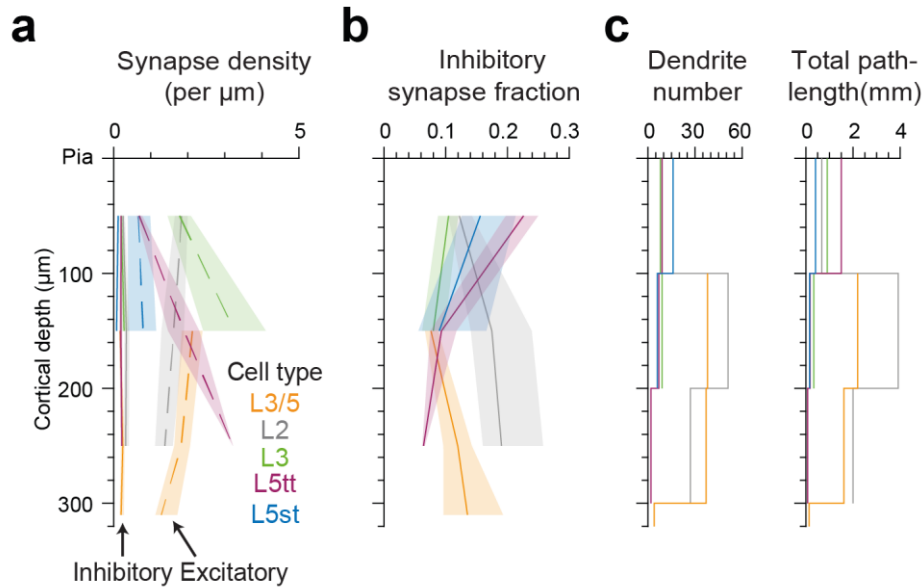 a
Synapse density
(per µm)
0 5
Pia
100
200
300
Cortical depth (µm)
Cell type
L3/5
L2
L3
L5tt
L5st
Inhibitory Excitatory
b
Inhibitory
synapse fraction
0.1 0.2 0.3
c
Dendrite
number
0 30 60
Total path-
length(mm)
0 2 4